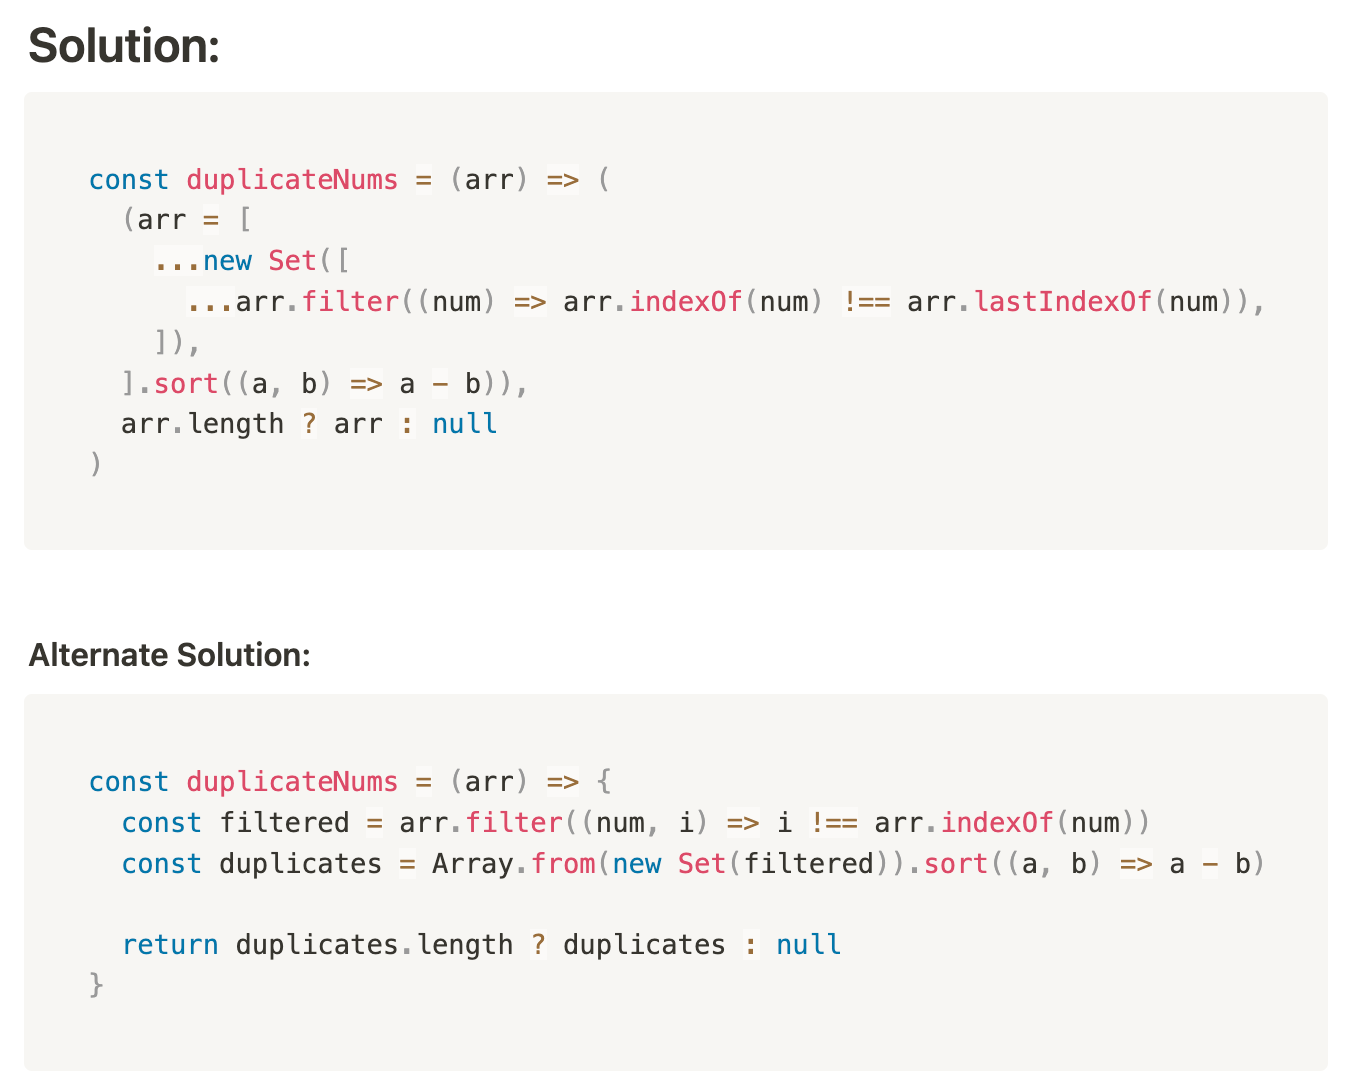 Solution:
const duplicateNums = (arr) => (
  (arr = [
    ...new Set([
      ...arr.filter((num) => arr.indexOf(num) !== arr.lastIndexOf(num)),
    ]),
  ].sort((a, b) => a - b)),
  arr.length ? arr : null
)
Alternate Solution:
const duplicateNums = (arr) => {
  const filtered = arr.filter((num, i) => i !== arr.indexOf(num))
  const duplicates = Array.from(new Set(filtered)).sort((a, b) => a - b)
  return duplicates.length ? duplicates : null
}